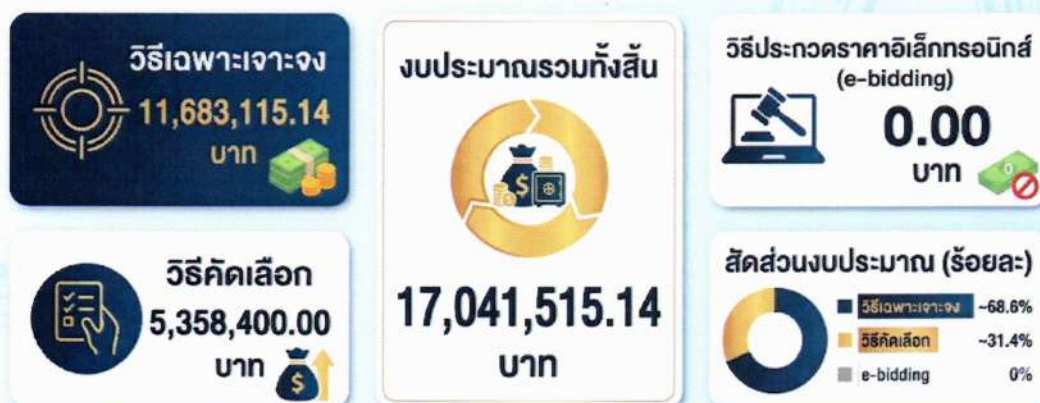 วิธีเฉพาะเจาะจง
11,683,115.14
บาท
วิธีคัดเลือก
5,358,400.00
บาท
$
งบประมาณรวมทั้งสิ้น
$
17,041,515.14
บาท
วิธีประกวดราคาอิเล็กทรอนิกส์
(e-bidding)
0.00
บาท
0
สัดส่วนงบประมาณ (ร้อยละ)
วิธีเฉพาะเจาะจง ~68.6%
วิธีคัดเลือก ~31.4%
e-bidding 0%